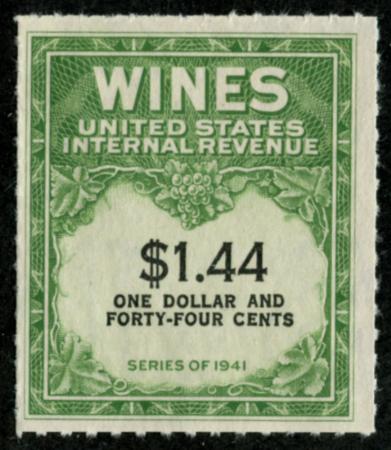 WINES
UNITED STATES
INTERNAL REVENUE
$1.44
ONE DOLLAR AND
FORTY-FOUR CENTS
SERIES OF 1941